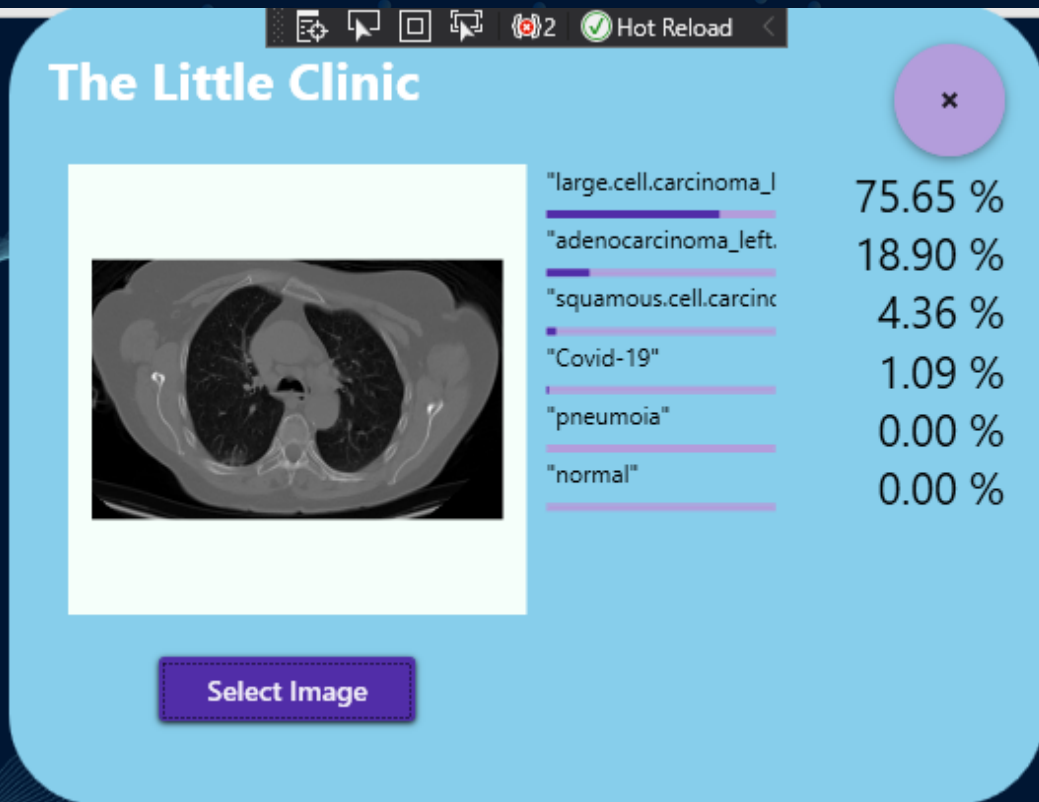 2 Hot Reload
The Little Clinic
×
"large.cell.carcinoma_l
75.65 %
"adenocarcinoma_left.
18.90 %
"squamous.cell.carcinc
4.36 %
"Covid-19"
1.09 %
"pneumoia"
0.00 %
"normal"
0.00 %
Select Image